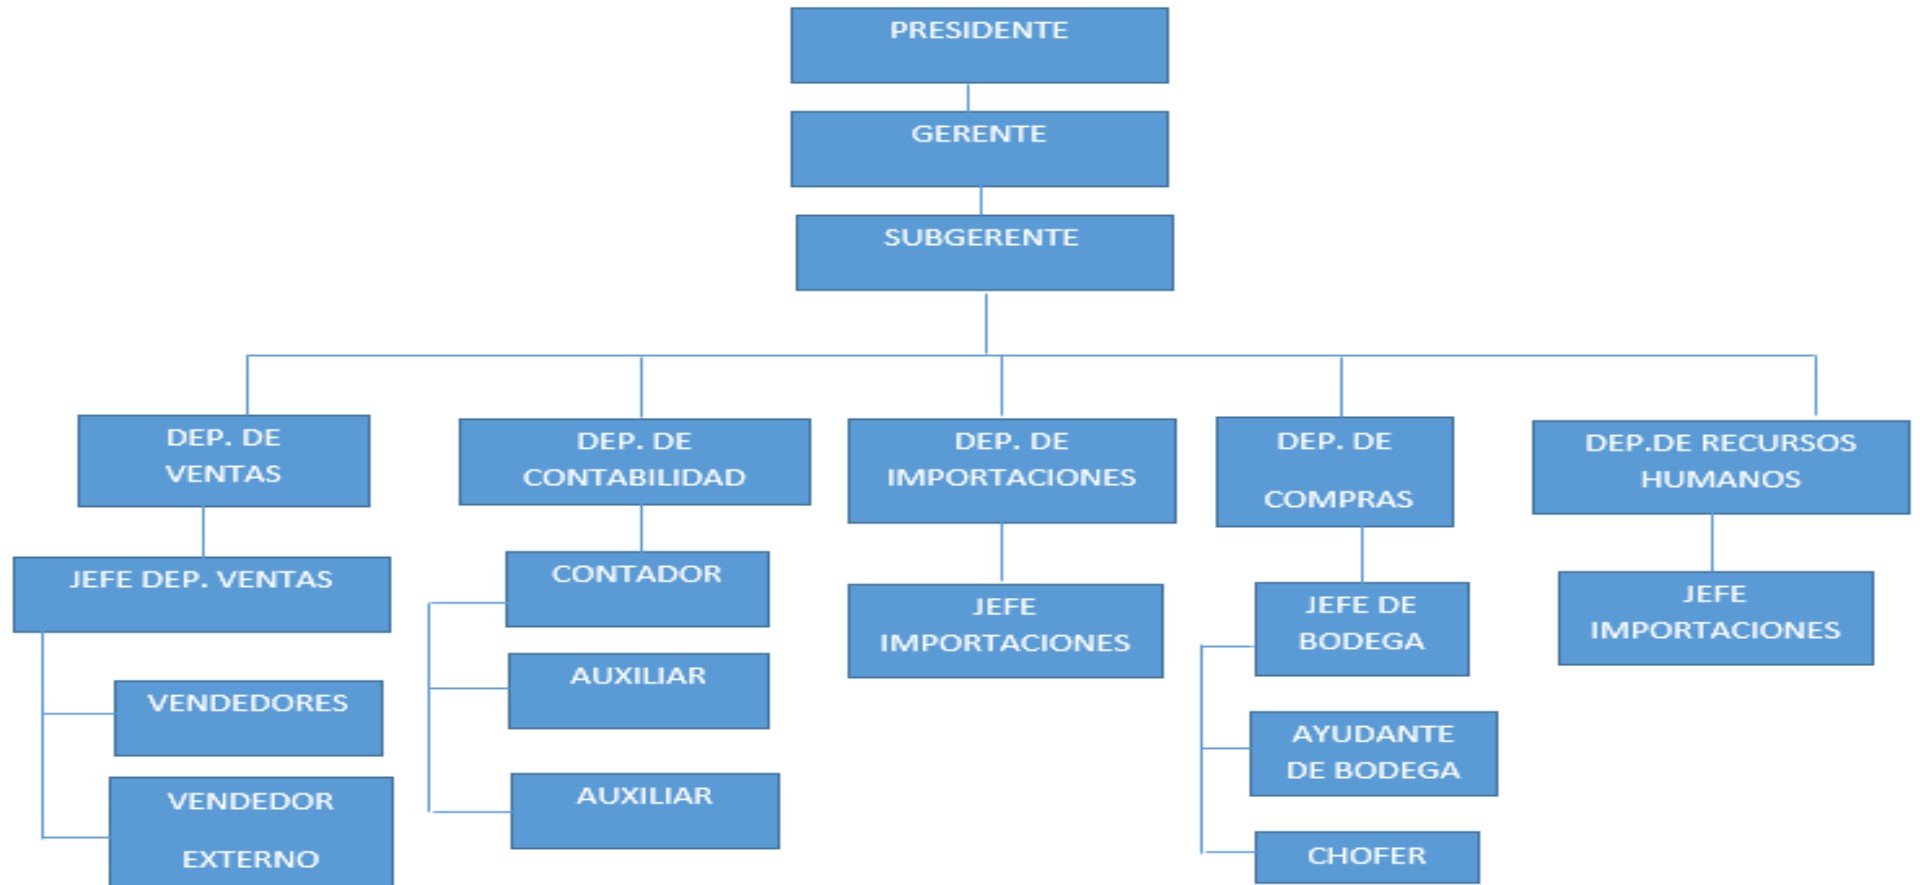 PRESIDENTE
GERENTE
SUBGERENTE
DEP. DE
VENTAS
DEP. DE
CONTABILIDAD
DEP. DE
IMPORTACIONES
DEP. DE
COMPRAS
DEP.DE RECURSOS
HUMANOS
JEFE DEP. VENTAS
VENDEDORES
VENDEDOR
EXTERNO
CONTADOR
AUXILIAR
AUXILIAR
JEFE
IMPORTACIONES
JEFE DE
BODEGA
AYUDANTE
DE BODEGA
CHOFER
JEFE
IMPORTACIONES